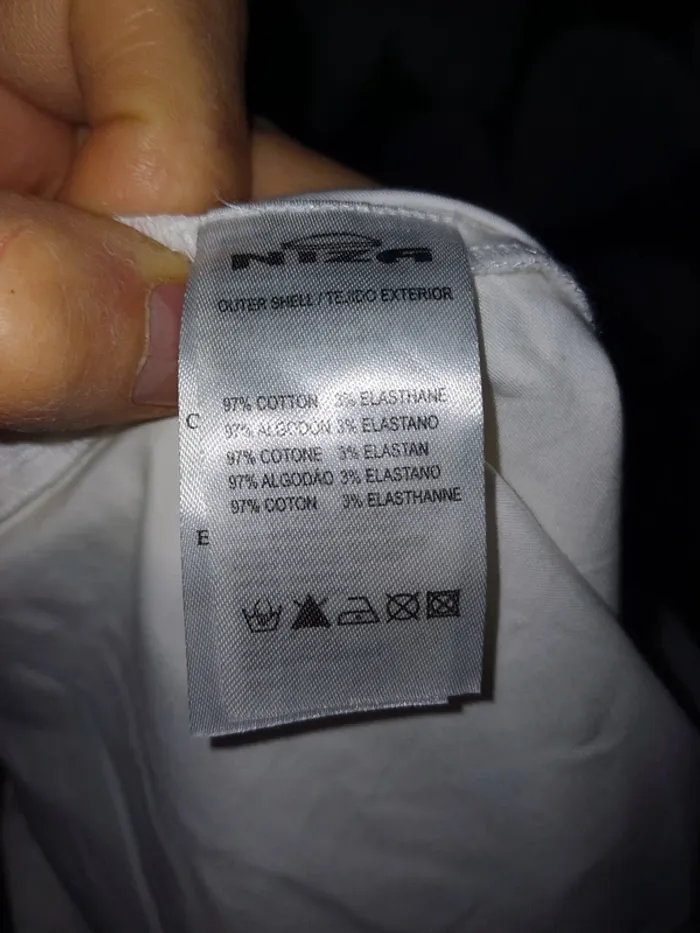 NIZA
OUTER SHELL / TEJIDO EXTERIOR
97% COTTON 3% ELASTHANE
C
97% ALGODON 3% ELASTANO
97% COTONE 3% ELASTAN
97% ALGODÃO 3% ELASTANO
97% COTON 3% ELASTHANNE
E